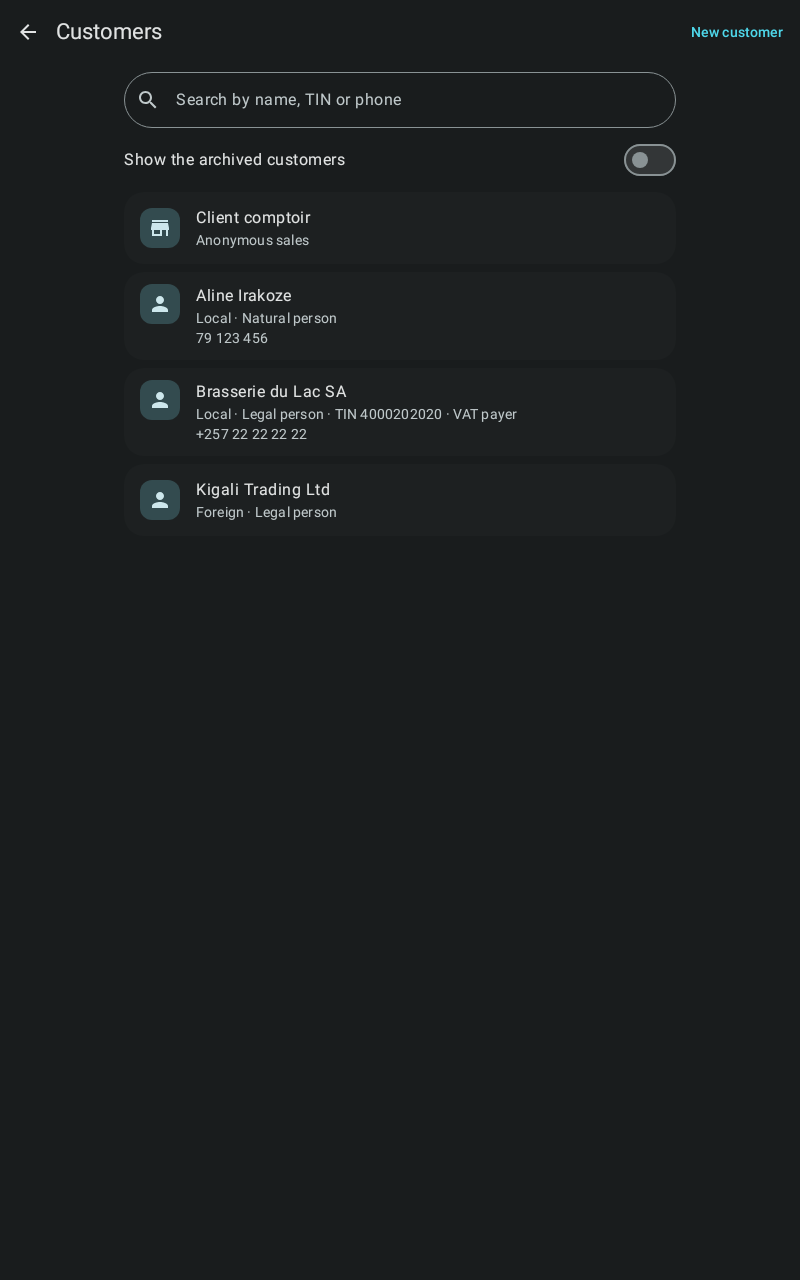 Customers
New customer
Search by name, TIN or phone
Show the archived customers
Client comptoir
Anonymous sales
Aline Irakoze
Local · Natural person
79 123 456
Brasserie du Lac SA
Local · Legal person · TIN 4000202020 · VAT payer
+257 22 22 22 22
Kigali Trading Ltd
Foreign · Legal person